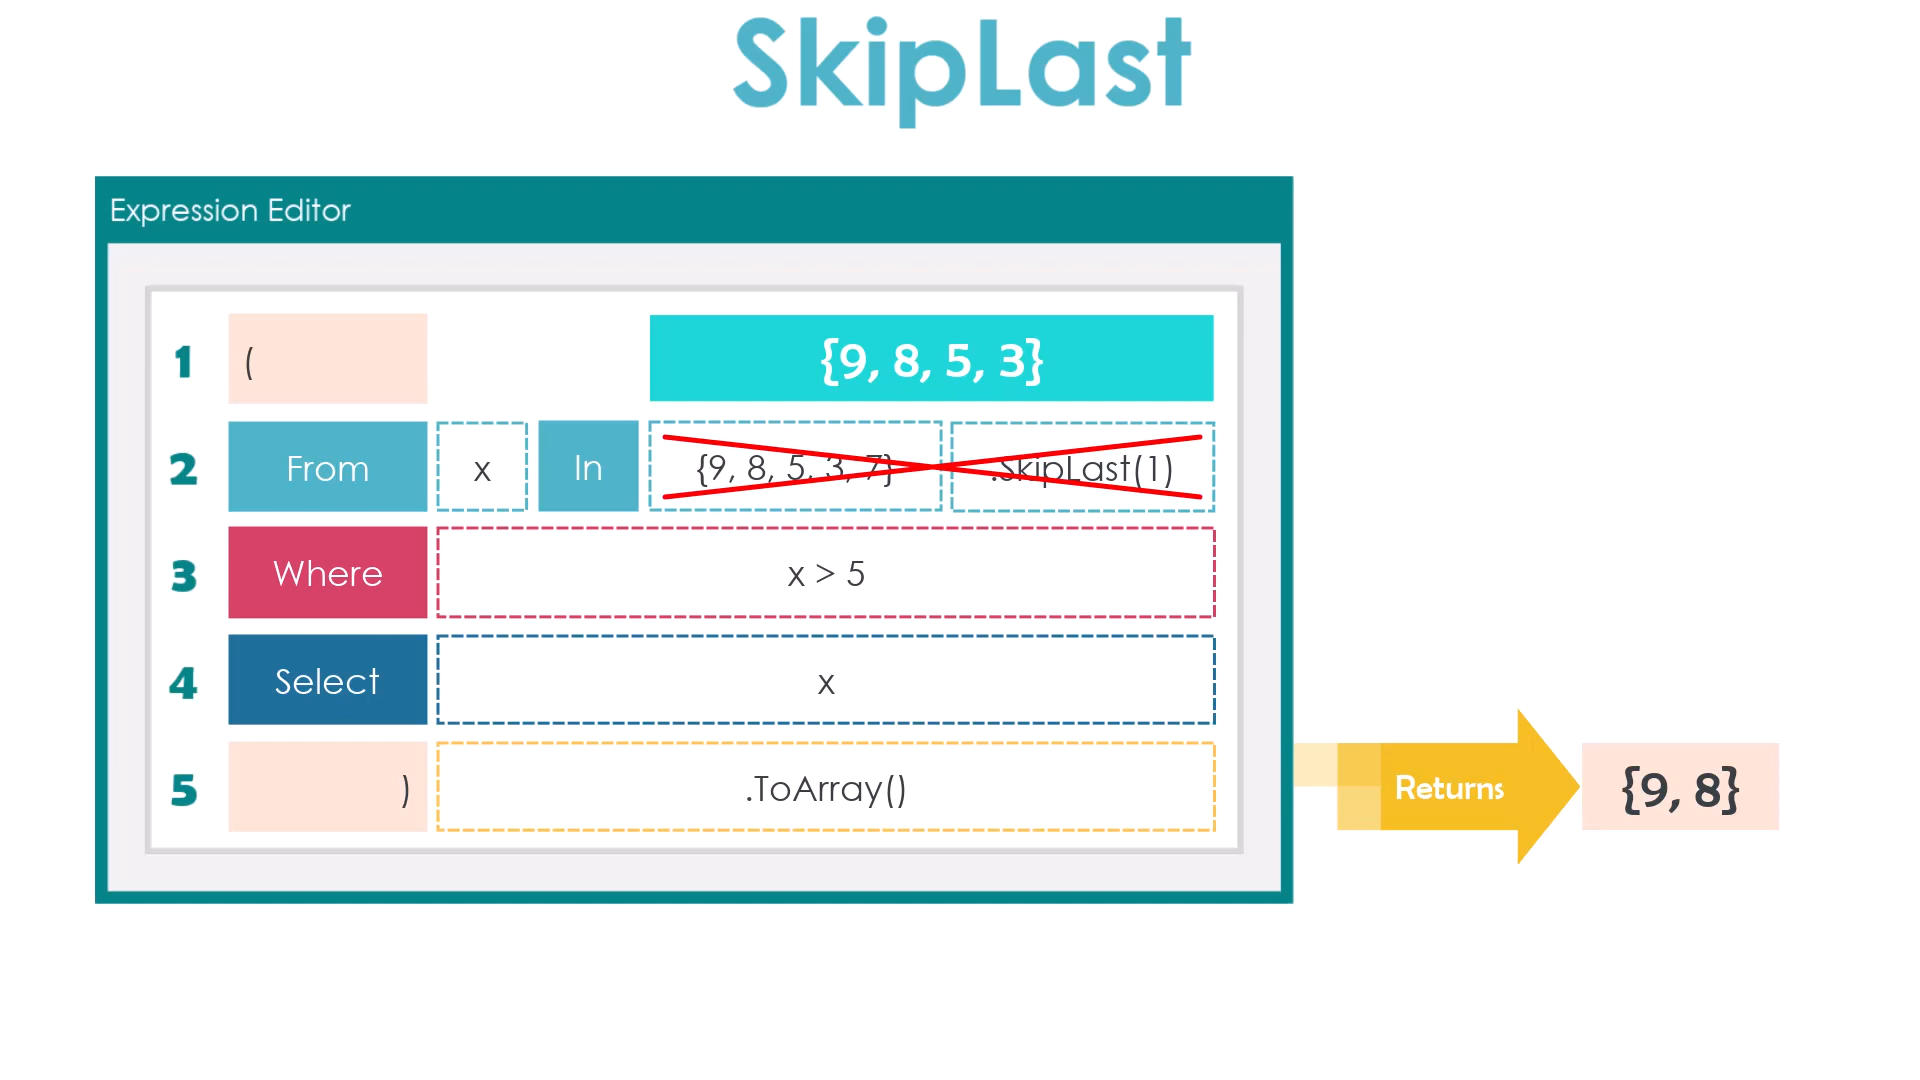 SkipLast
Expression Editor
1 ( {9, 8, 5, 3}
2 From x In {9, 8, 5, 3, 7} .SkipLast(1)
3 Where x > 5
4 Select x
5 ) .ToArray() Returns {9, 8}